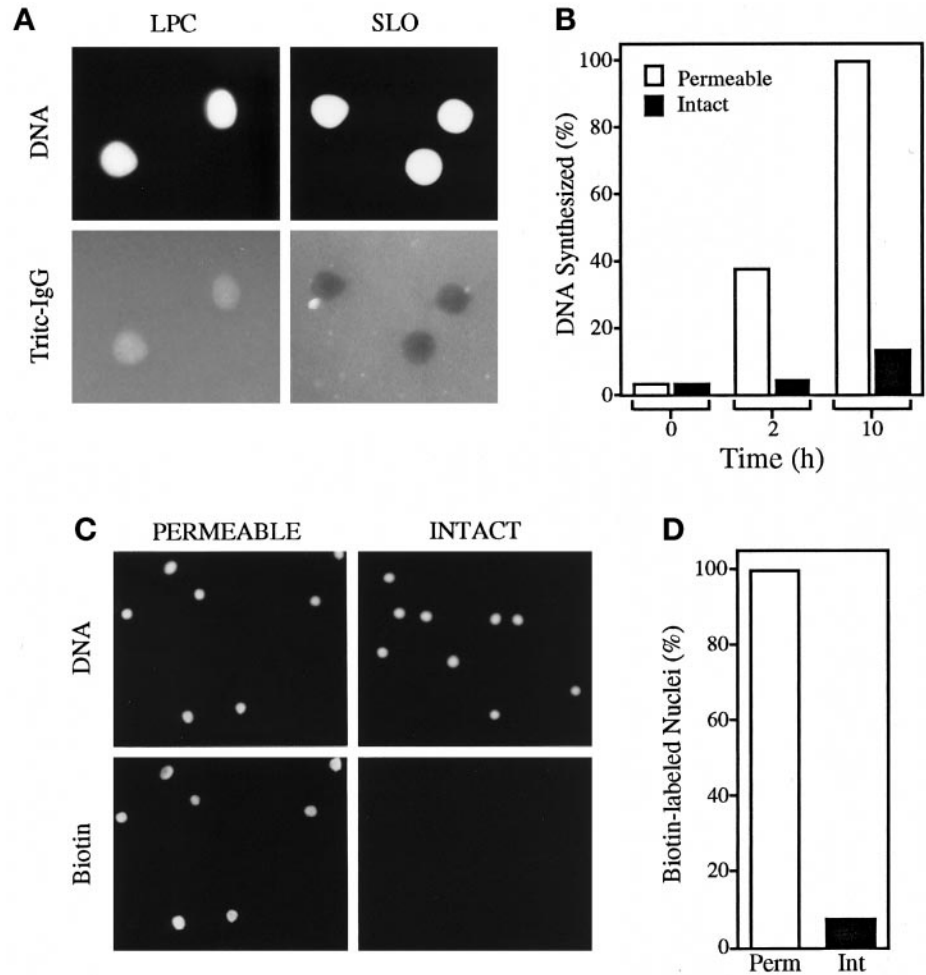 A
LPC
SLO
DNA
Tritc-IgG
B
DNA Synthesized (%)
100
80
60
40
20
0
Permeable
Intact
0
2
10
Time (h)
C
PERMEABLE
INTACT
DNA
Biotin
D
Biotin-labeled Nuclei (%)
100
80
60
40
20
0
Perm
Int